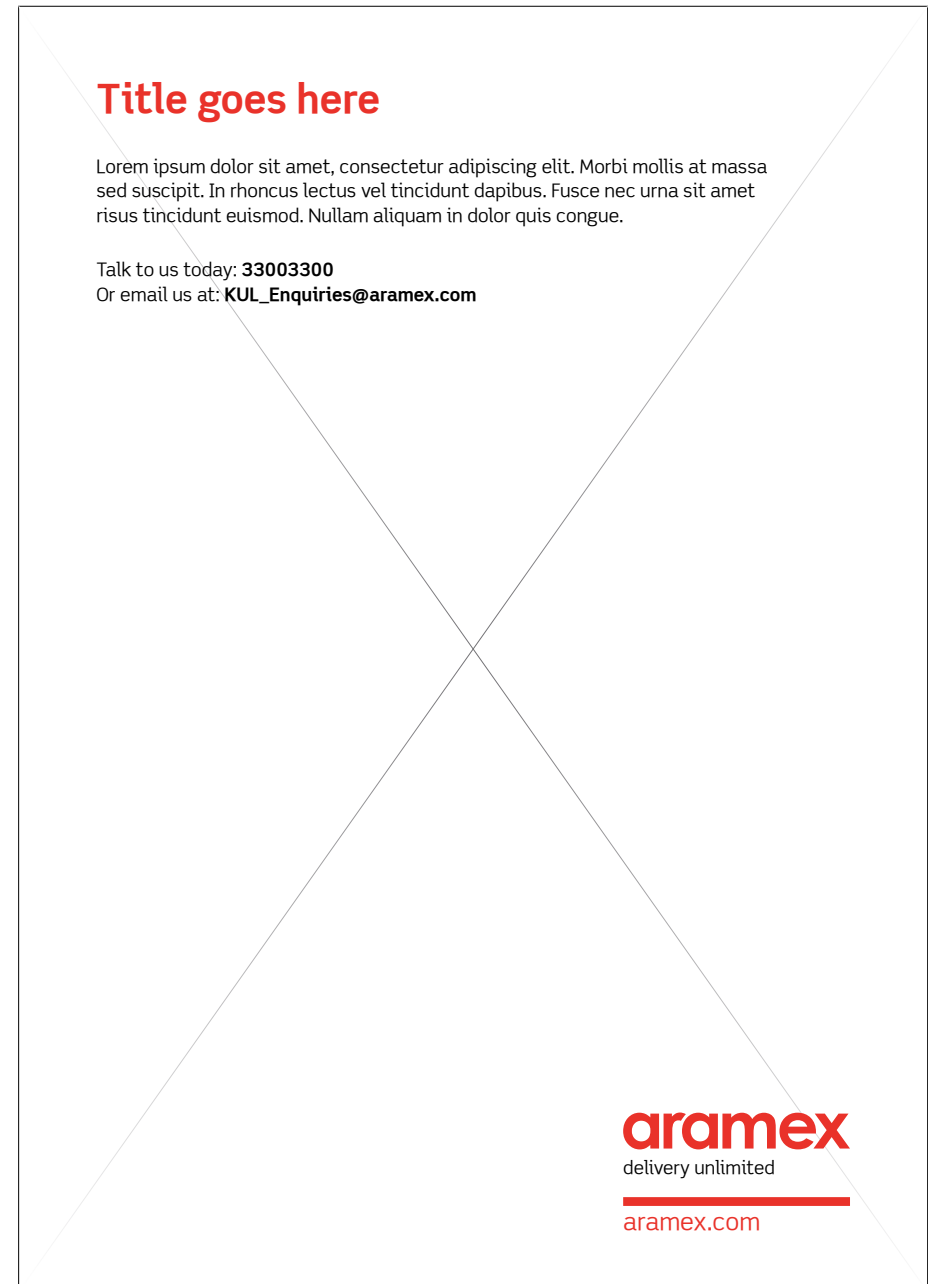 Title goes here
Lorem ipsum dolor sit amet, consectetur adipiscing elit. Morbi mollis at massa
sed suscipit. In rhoncus lectus vel tincidunt dapibus. Fusce nec urna sit amet
risus tincidunt euismod. Nullam aliquam in dolor quis congue.
Talk to us today: 33003300
Or email us at: KUL_Enquiries@aramex.com
aramex
delivery unlimited
aramex.com